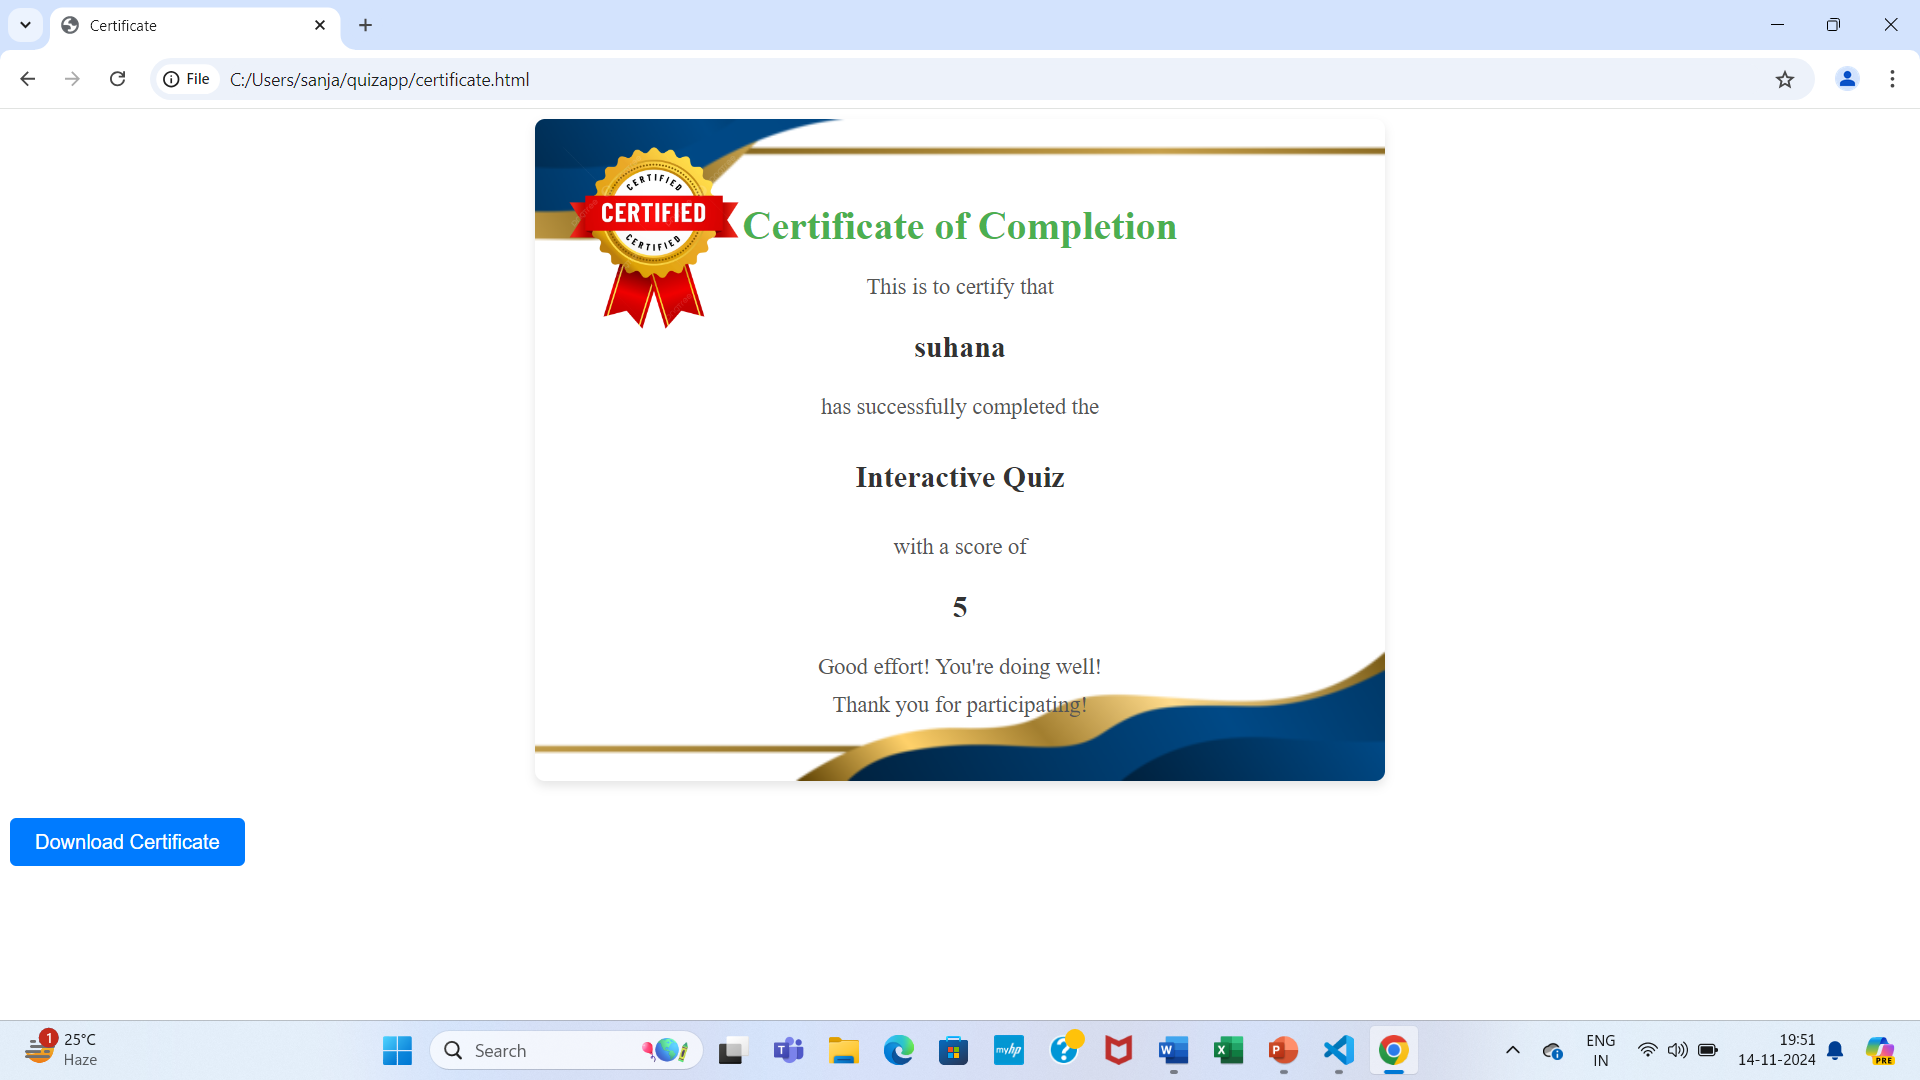 Certificate
File
C:/Users/sanja/quizapp/certificate.html
CERTIFIED
CERTIFIED
CERTIFIED
Certificate of Completion
This is to certify that
suhana
has successfully completed the
Interactive Quiz
with a score of
5
Good effort! You're doing well!
Thank you for participating!
Download Certificate
1
25°C
Haze
Search
T
myhp
?
W
X
P
ENG
IN
19:51
14-11-2024
PRE